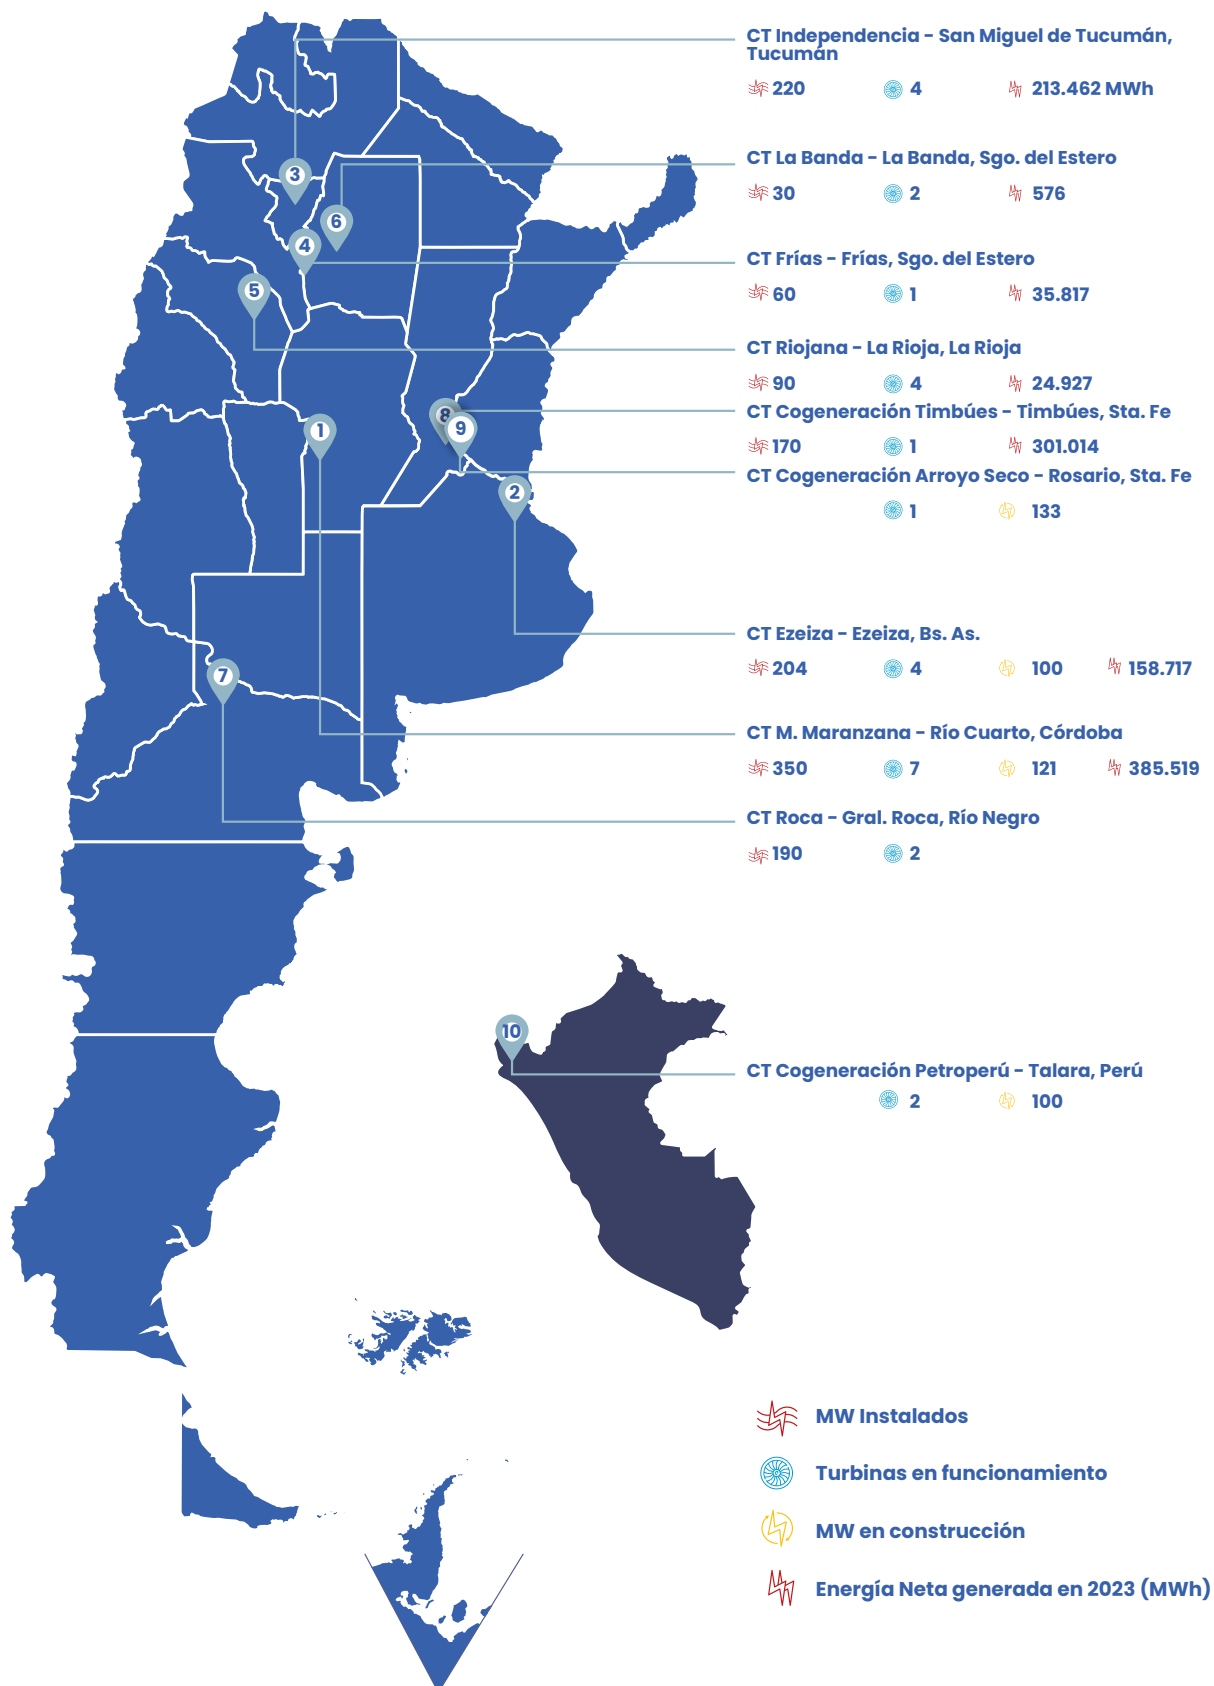 CT Independencia - San Miguel de Tucumán,
Tucumán
220 4 213.462 MWh
CT La Banda - La Banda, Sgo. del Estero
30 2 576
CT Frías - Frías, Sgo. del Estero
60 1 35.817
CT Riojana - La Rioja, La Rioja
90 4 24.927
CT Cogeneración Timbúes - Timbúes, Sta. Fe
170 1 301.014
CT Cogeneración Arroyo Seco - Rosario, Sta. Fe
1 133
CT Ezeiza - Ezeiza, Bs. As.
204 4 100 158.717
CT M. Maranzana - Río Cuarto, Córdoba
350 7 121 385.519
CT Roca - Gral. Roca, Río Negro
190 2
CT Cogeneración Petroperú - Talara, Perú
2 100
3
6
4
5
8
1
9
2
7
10
MW Instalados
Turbinas en funcionamiento
MW en construcción
Energía Neta generada en 2023 (MWh)